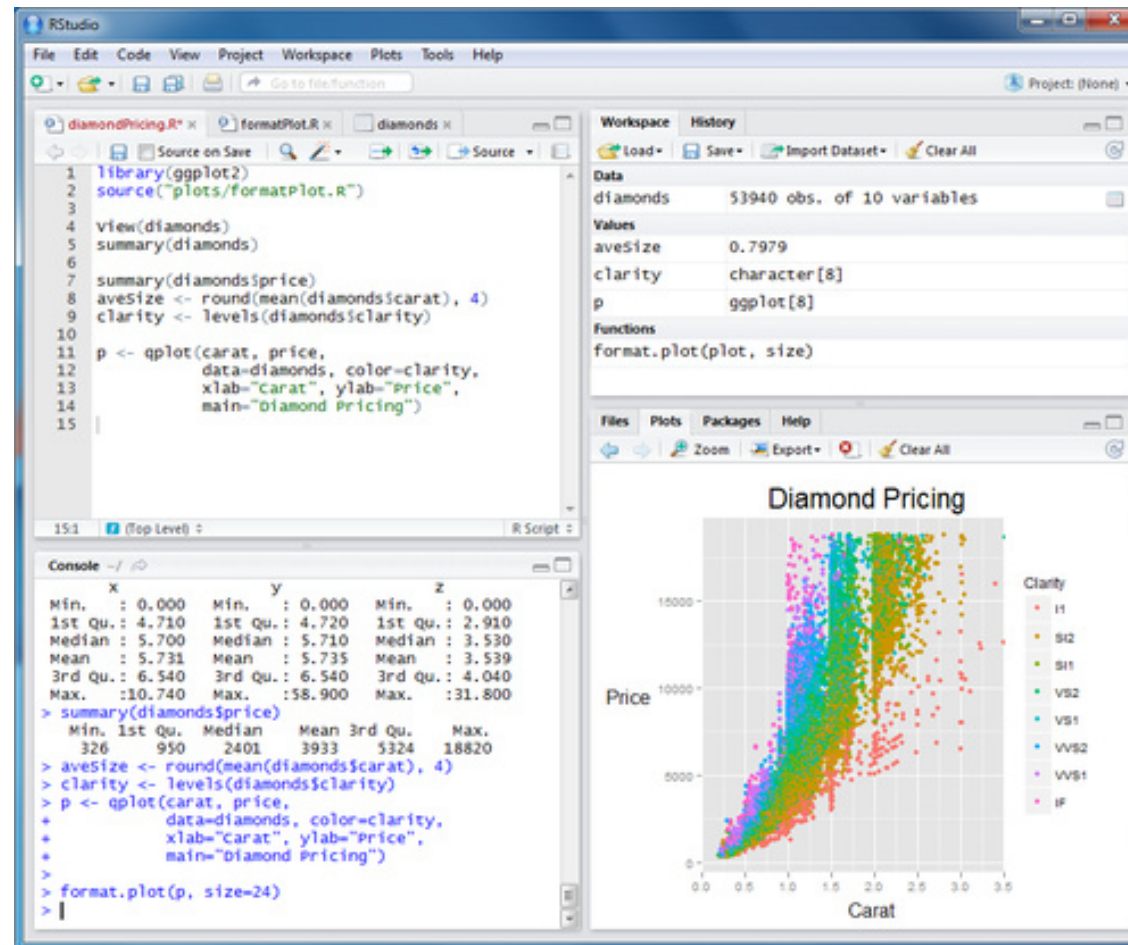 RStudio
File Edit Code View Project Workspace Plots Tools Help
Go to file/function
Project: (None)
diamondPricing.R* formatPlot.R diamonds
Source on Save Source
1 library(ggplot2)
2 source("plots/formatPlot.R")
3
4 view(diamonds)
5 summary(diamonds)
6
7 summary(diamonds$price)
8 aveSize <- round(mean(diamonds$carat), 4)
9 clarity <- levels(diamonds$clarity)
10
11 p <- qplot(carat, price,
12 data=diamonds, color=clarity,
13 xlab="Carat", ylab="Price",
14 main="Diamond Pricing")
15
15:1 (Top Level) R Script
Console ~/
x y z
Min. : 0.000 Min. : 0.000 Min. : 0.000
1st Qu.: 4.710 1st Qu.: 4.720 1st Qu.: 2.910
Median : 5.700 Median : 5.710 Median : 3.530
Mean : 5.731 Mean : 5.735 Mean : 3.539
3rd Qu.: 6.540 3rd Qu.: 6.540 3rd Qu.: 4.040
Max. :10.740 Max. :58.900 Max. :31.800
> summary(diamonds$price)
Min. 1st Qu. Median Mean 3rd Qu. Max.
326 950 2401 3933 5324 18820
> aveSize <- round(mean(diamonds$carat), 4)
> clarity <- levels(diamonds$clarity)
> p <- qplot(carat, price,
+ data=diamonds, color=clarity,
+ xlab="Carat", ylab="Price",
+ main="Diamond Pricing")
>
> format.plot(p, size=24)
>
Workspace History
Load Save Import Dataset Clear All
Data
diamonds 53940 obs. of 10 variables
Values
aveSize 0.7979
clarity character[8]
p ggplot[8]
Functions
format.plot(plot, size)
Files Plots Packages Help
Zoom Export Clear All
Diamond Pricing
Price
15000
10000
5000
0
0.0 0.5 1.0 1.5 2.0 2.5 3.0 3.5
Carat
Clarity
I1
SI2
SI1
VS2
VS1
VVS2
VVS1
IF